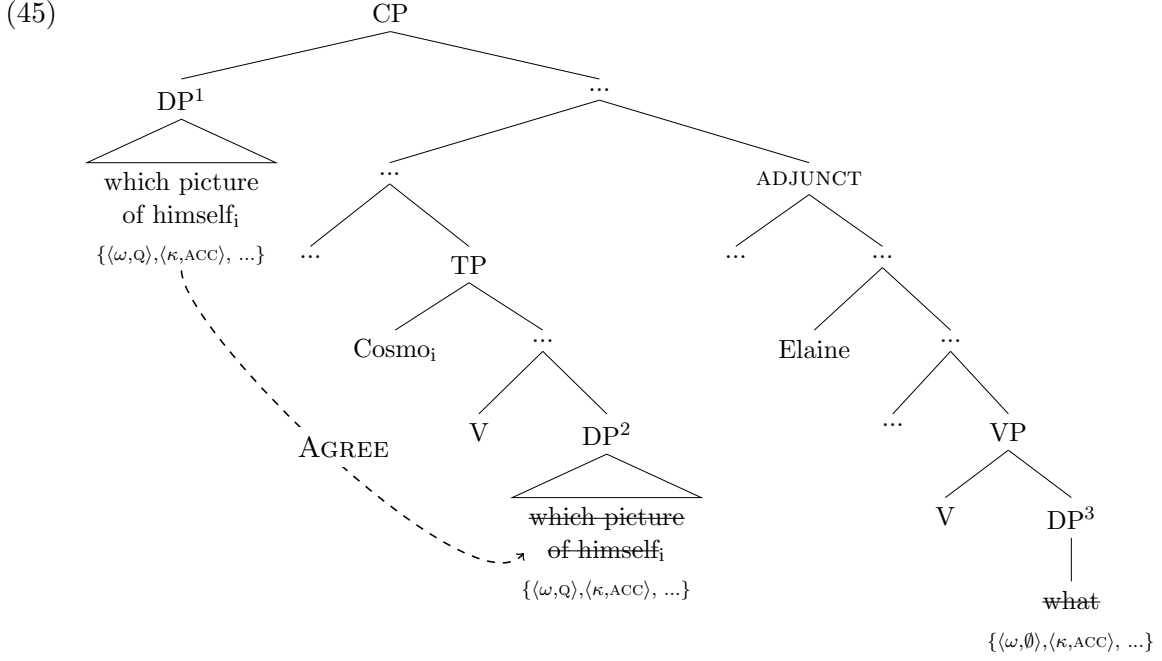 (45)
CP
DP¹
...
which picture
of himselfᵢ
{⟨ω,Q⟩,⟨κ,ACC⟩, ...}
...
ADJUNCT
...
TP
...
...
Cosmoᵢ
...
Elaine
...
AGREE
V
DP²
...
VP
which picture
of himselfᵢ
{⟨ω,Q⟩,⟨κ,ACC⟩, ...}
V
DP³
what
{⟨ω,∅⟩,⟨κ,ACC⟩, ...}